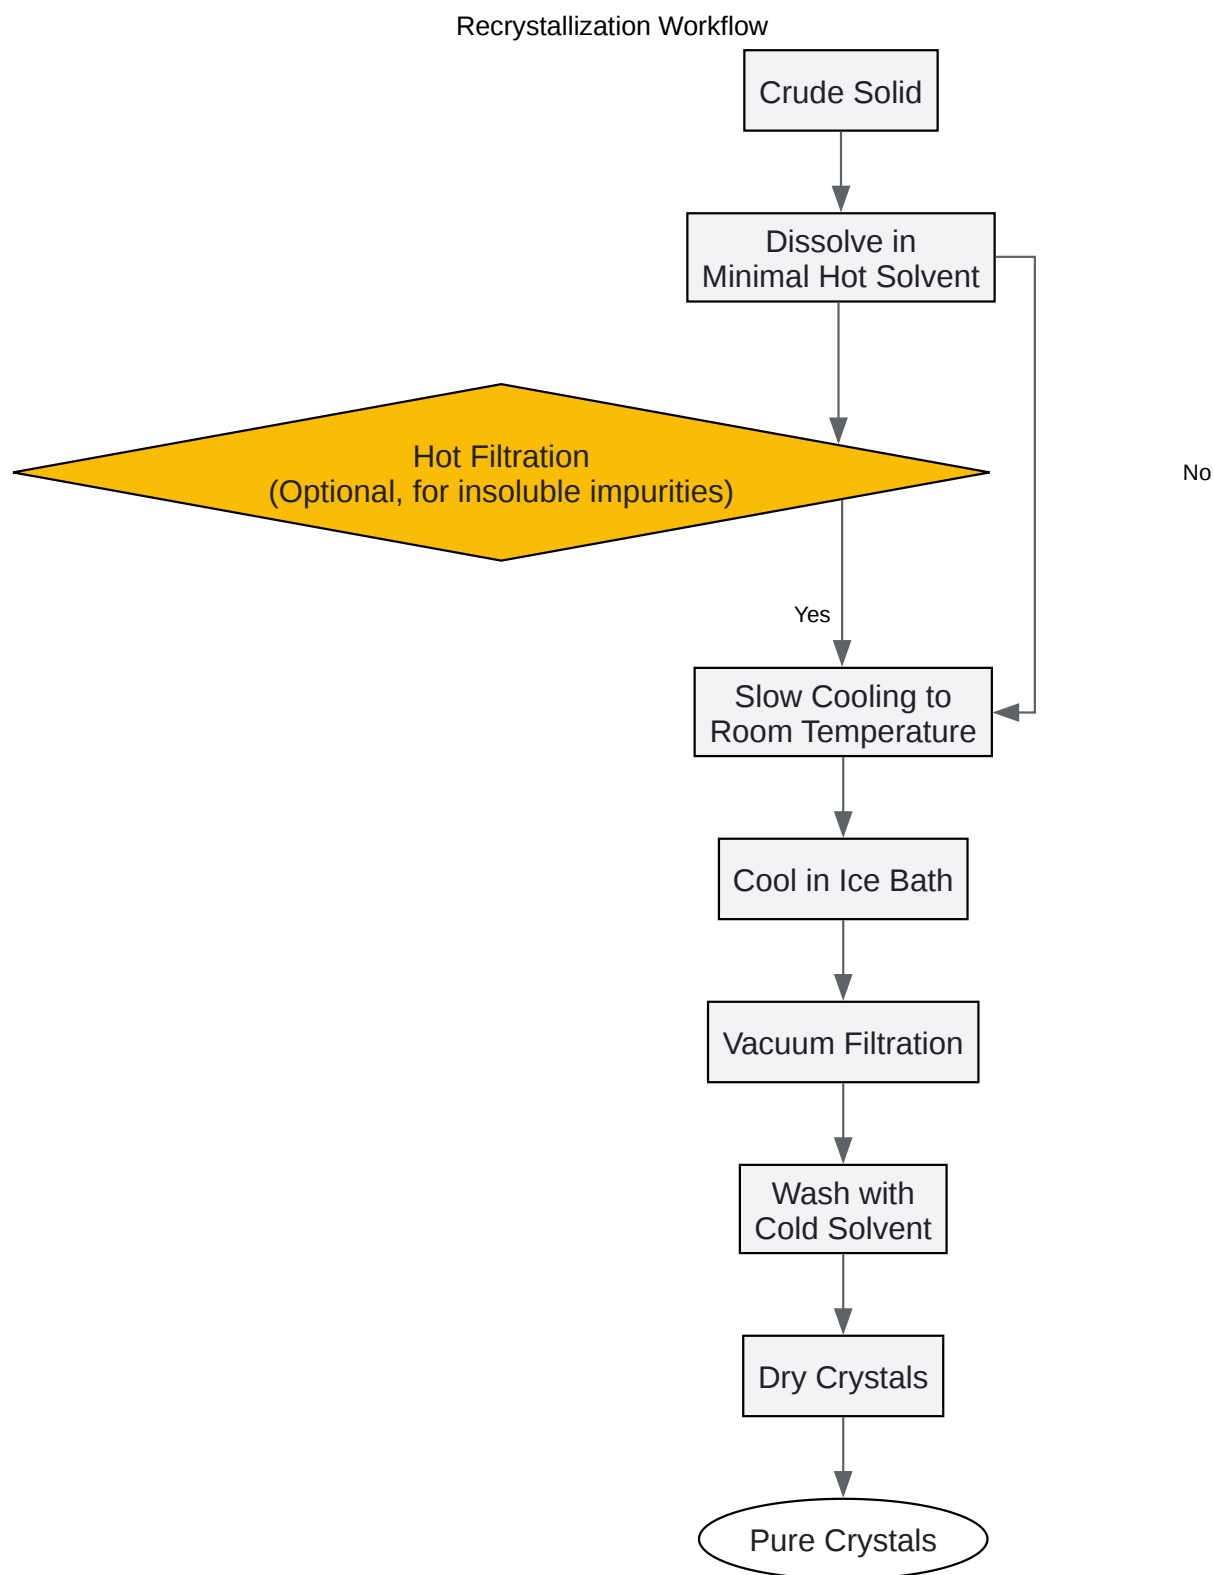 Recrystallization Workflow
Crude Solid
Dissolve in
Minimal Hot Solvent
Hot Filtration
(Optional, for insoluble impurities)
No
Yes
Slow Cooling to
Room Temperature
Cool in Ice Bath
Vacuum Filtration
Wash with
Cold Solvent
Dry Crystals
Pure Crystals